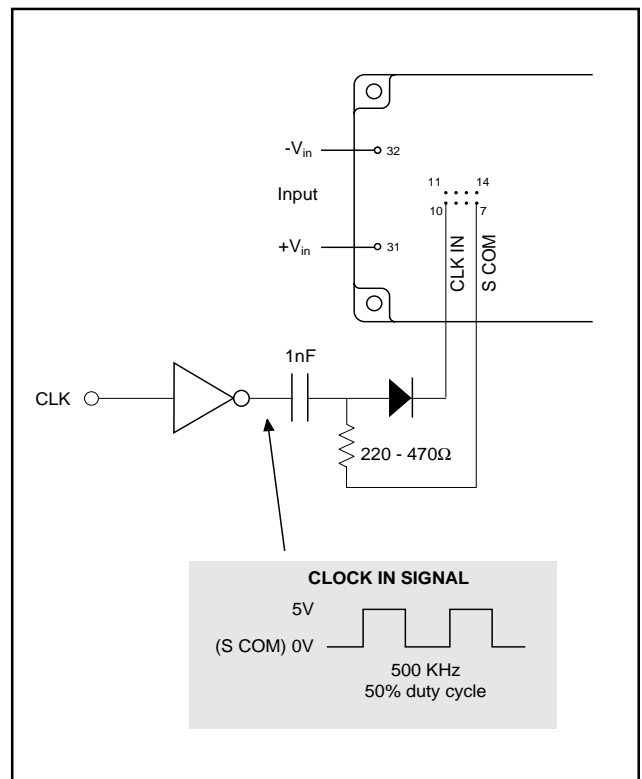 -Vin
32
Input
11
14
10
7
+Vin
31
CLK IN
S COM
1nF
CLK
220 - 470Ω
CLOCK IN SIGNAL
5V
(S COM) 0V
500 KHz
50% duty cycle